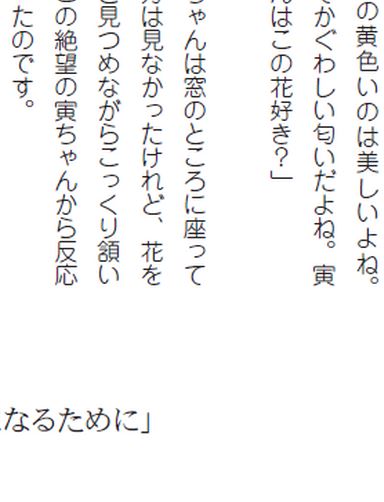 の黄色いのは美しいよね。
かぐわしい匂いだよね。寅
はこの花好き？」
ちゃんは窓のところに座って
は見なかったけれど、花を
見つめながらこっくり頷い
の絶望の寅ちゃんから反応
たのです。
なるために」